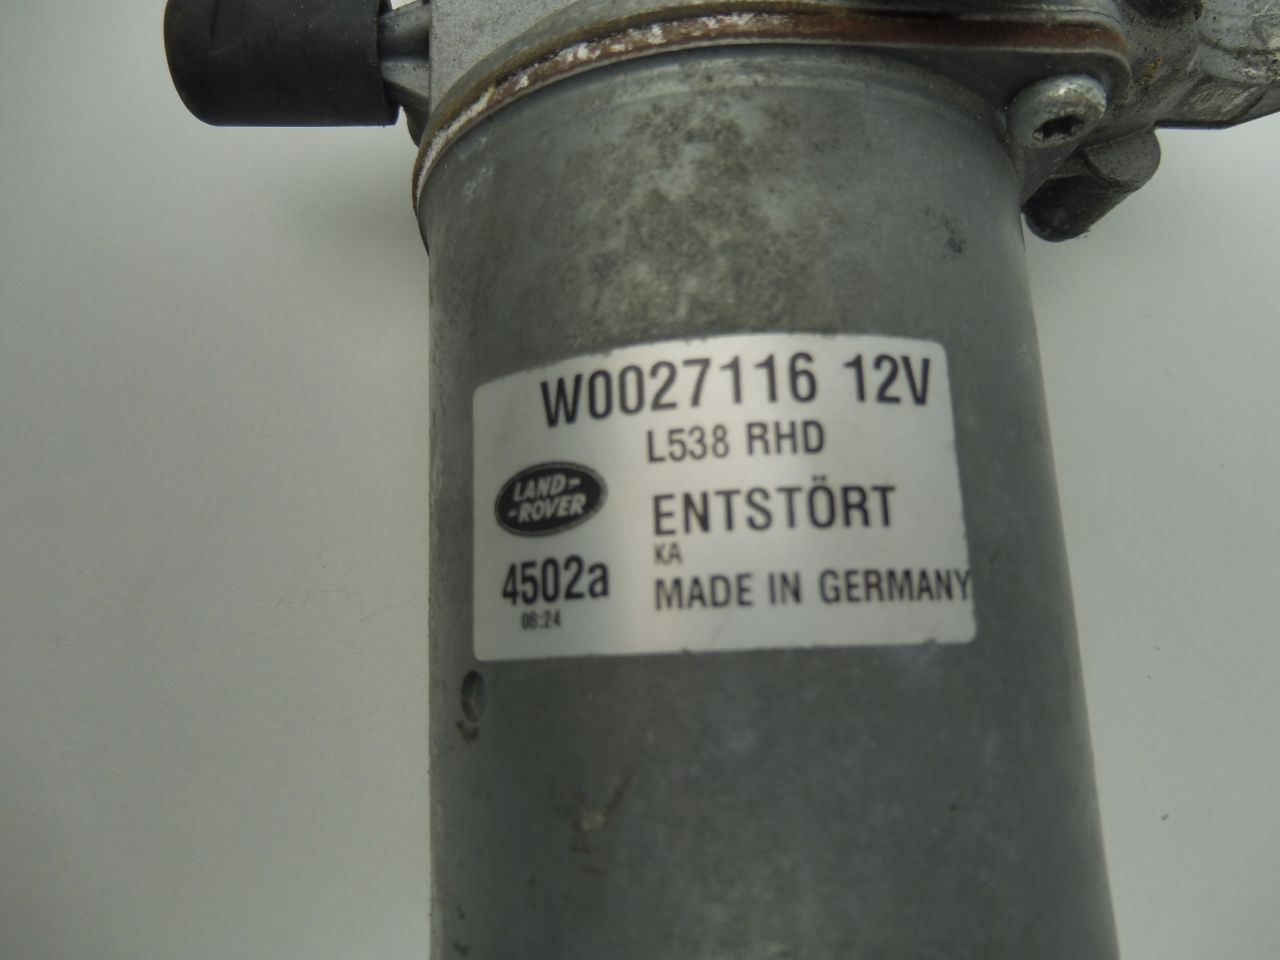 W0027116 12V
L538 RHD
LAND-
-ROVER
ENTSTÖRT
KA
4502a
MADE IN GERMANY
08:24